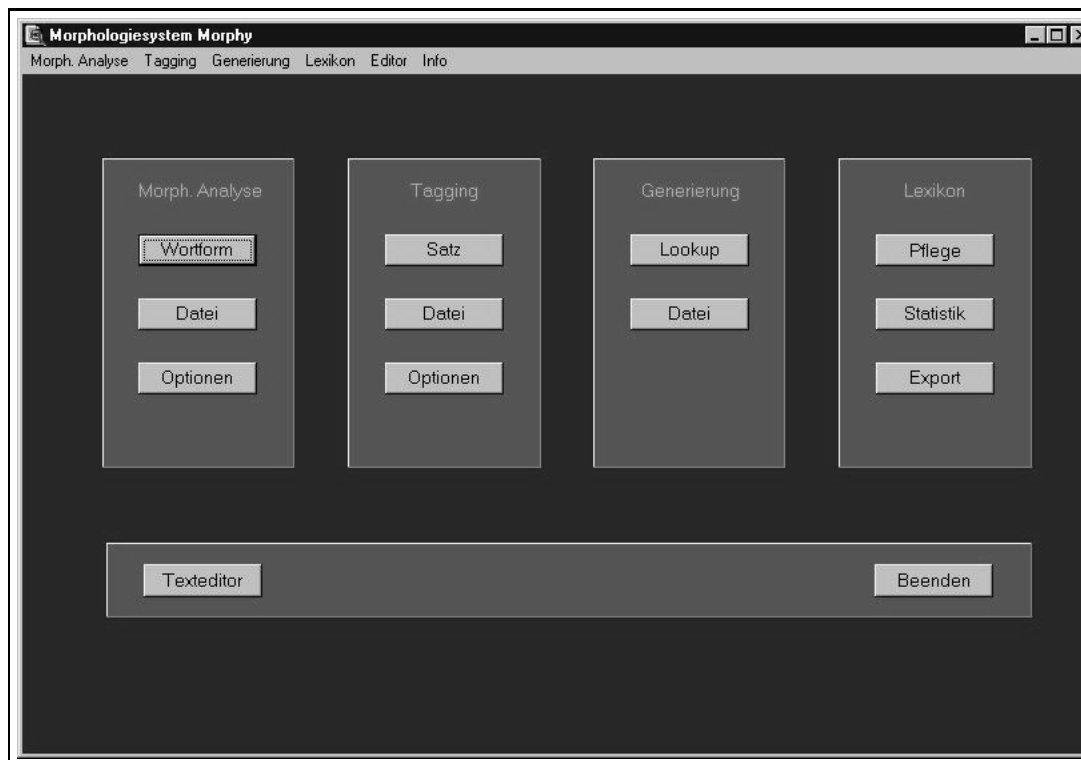 Morphologiesystem Morphy
Morph. Analyse Tagging Generierung Lexikon Editor Info
Morph. Analyse Tagging Generierung Lexikon
Wortform Satz Lookup Pflege
Datei Datei Datei Statistik
Optionen Optionen Export
Texteditor Beenden